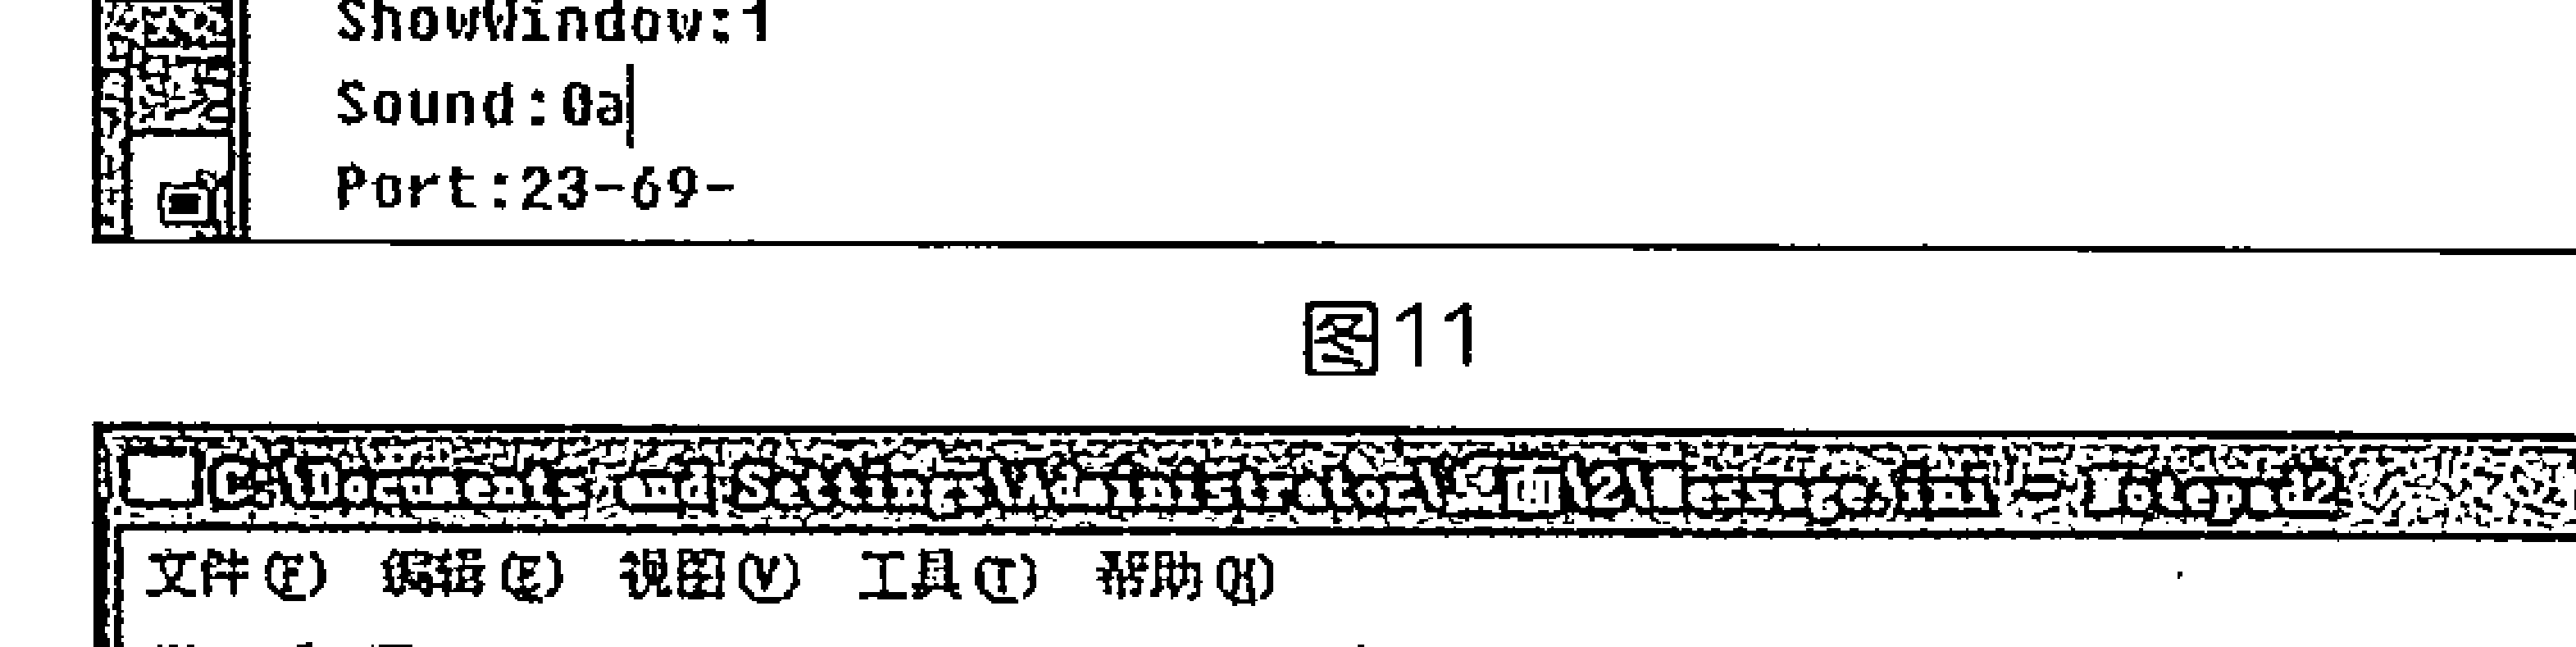 ShowWindow:1
Sound:0a
Port:23-69-
图11
C:\Documents and Settings\Administrator\桌面\2\Message.ini - Notepad2
文件(F) 编辑(E) 视图(V) 工具(T) 帮助(H)